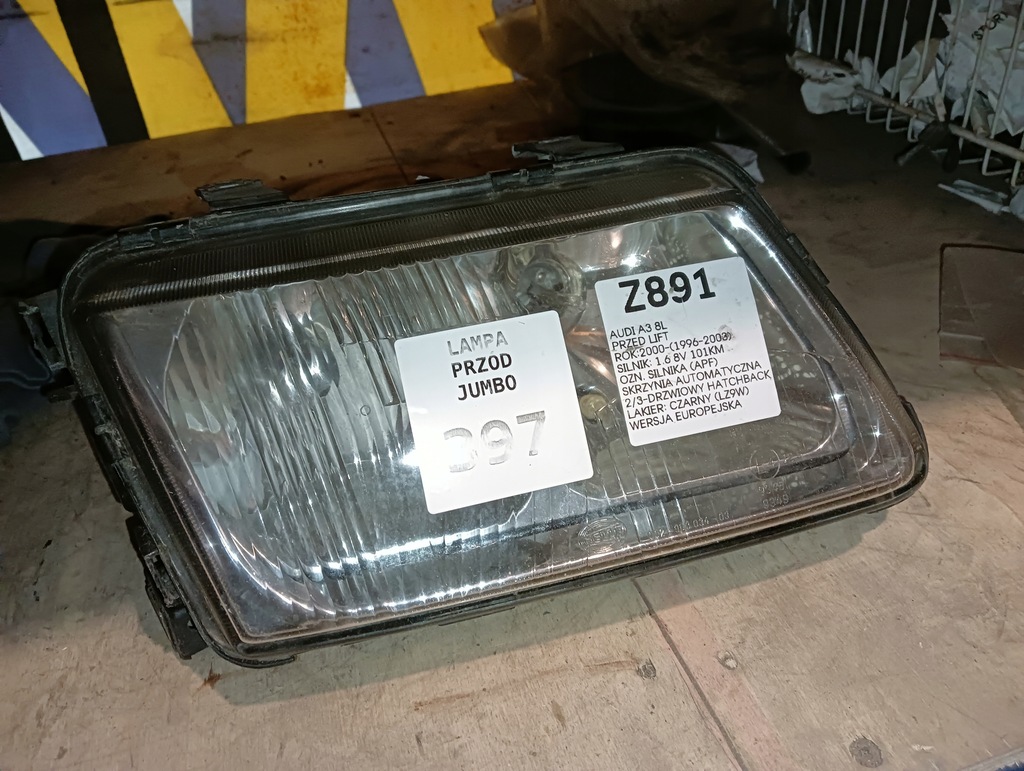 LAMPA
PRZÓD
JUMBO
397
Z891
AUDI A3 8L
PRZED LIFT
ROK:2000-(1996-2003)
SILNIK: 1.6 8V 101KM
OZN. SILNIKA (APF)
SKRZYNIA AUTOMATYCZNA
2/3-DRZWIOWY HATCHBACK
LAKIER: CZARNY (LZ9W)
WERSJA EUROPEJSKA